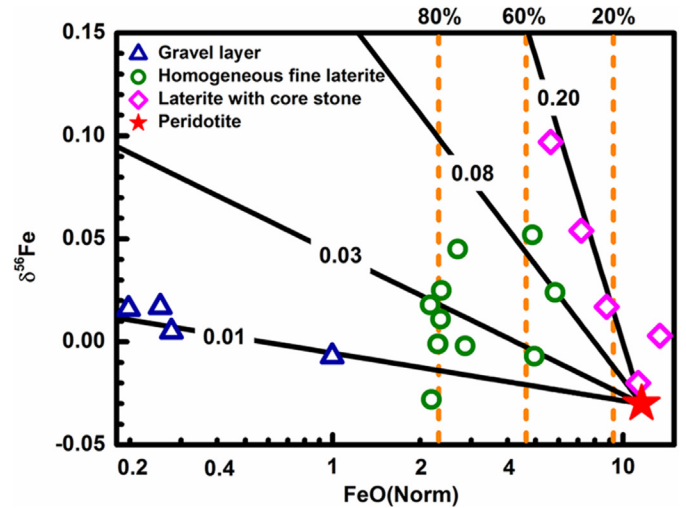 80% 60% 20%
0.15
Gravel layer
Homogeneous fine laterite
Laterite with core stone
Peridotite
0.20
0.10
0.08
0.05
0.03
0.00
0.01
-0.05
δ⁵⁶Fe
0.2 0.4 1 2 4 10
FeO(Norm)